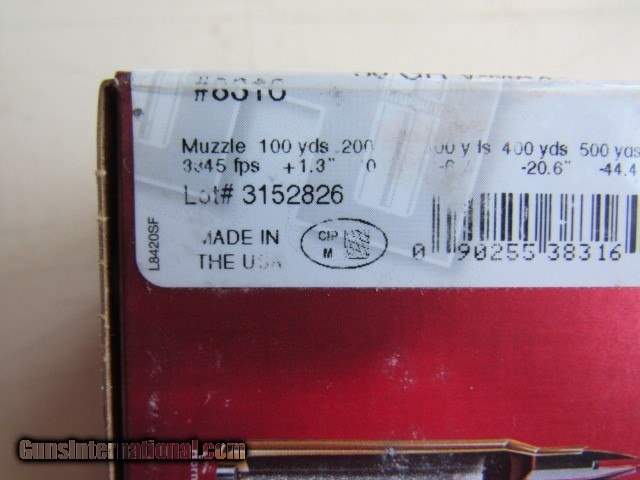 #8316
Muzzle 100 yds 200 400 yds 500 yds
fps +1.3" 0 -20.6" -44.4
Lot# 3152826
MADE IN
THE USA
CIP
M
L8420SF
0 90255 38316
GunsInternational.com